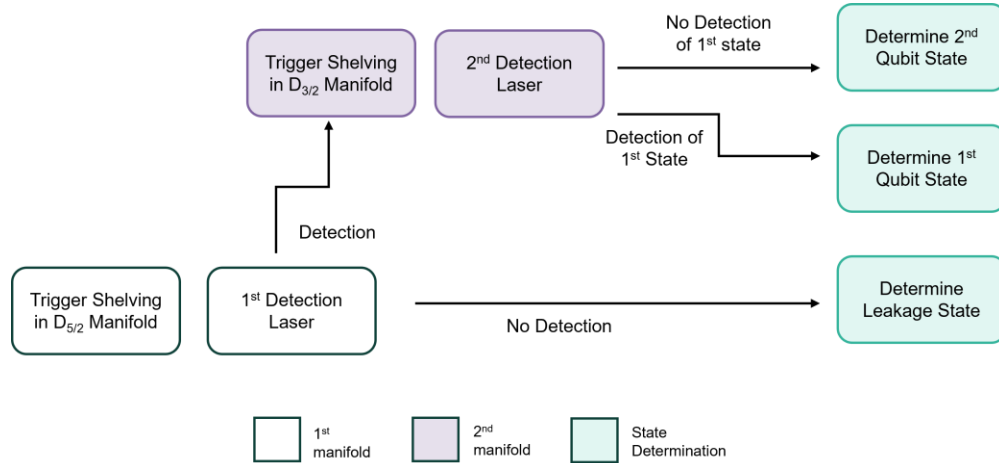 No Detection
of 1st state
Determine 2nd
Qubit State
Trigger Shelving
in D3/2 Manifold
2nd Detection
Laser
Detection of
1st State
Determine 1st
Qubit State
Detection
Trigger Shelving
in D5/2 Manifold
1st Detection
Laser
No Detection
Determine
Leakage State
1st
manifold
2nd
manifold
State
Determination